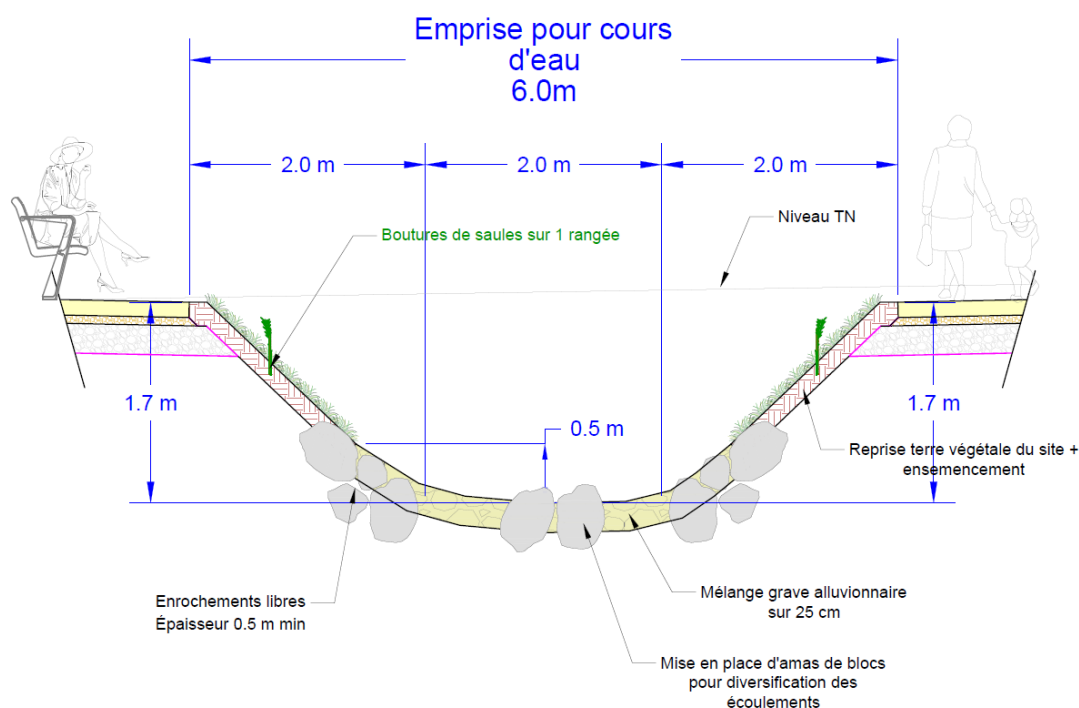 Emprise pour cours
d'eau
6.0m
2.0 m
2.0 m
2.0 m
Niveau TN
Boutures de saules sur 1 rangée
1.7 m
0.5 m
1.7 m
Reprise terre végétale du site +
ensemencement
Enrochements libres
Épaisseur 0.5 m min
Mélange grave alluvionnaire
sur 25 cm
Mise en place d'amas de blocs
pour diversification des
écoulements